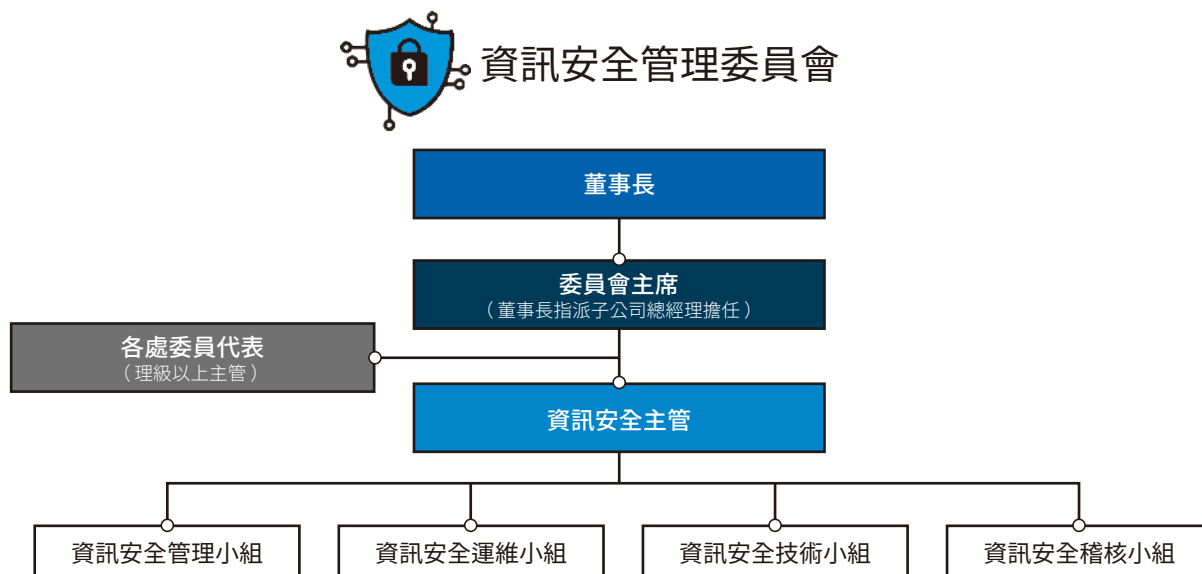 資訊安全管理委員會
董事長
委員會主席
（董事長指派子公司總經理擔任）
各處委員代表
（理級以上主管）
資訊安全主管
資訊安全管理小組
資訊安全運維小組
資訊安全技術小組
資訊安全稽核小組